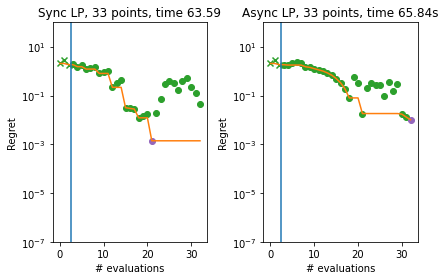 Sync LP, 33 points, time 63.59
Async LP, 33 points, time 65.84s
Regret
10¹
10⁻¹
10⁻³
10⁻⁵
10⁻⁷
0 10 20 30
# evaluations
Regret
10¹
10⁻¹
10⁻³
10⁻⁵
10⁻⁷
0 10 20 30
# evaluations